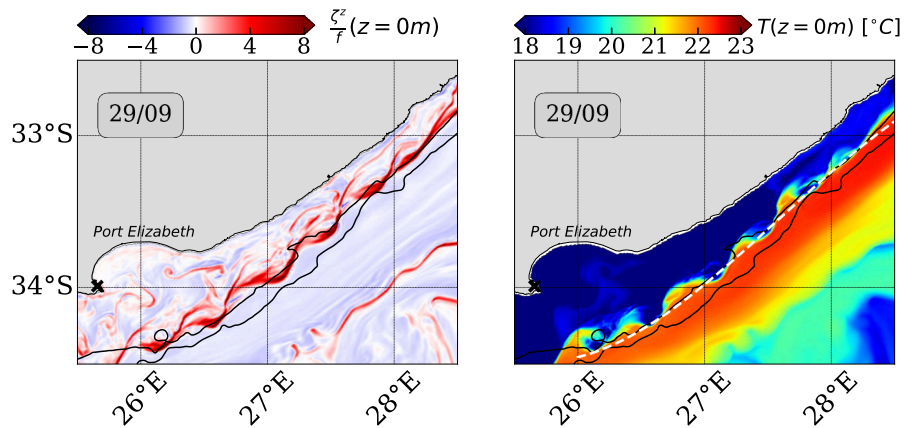 −8 −4 0 4 8 ζᶻ/f (z = 0m)
18 19 20 21 22 23 T(z = 0m) [°C]
29/09
33°S
Port Elizabeth
34°S
26°E 27°E 28°E
29/09
Port Elizabeth
26°E 27°E 28°E